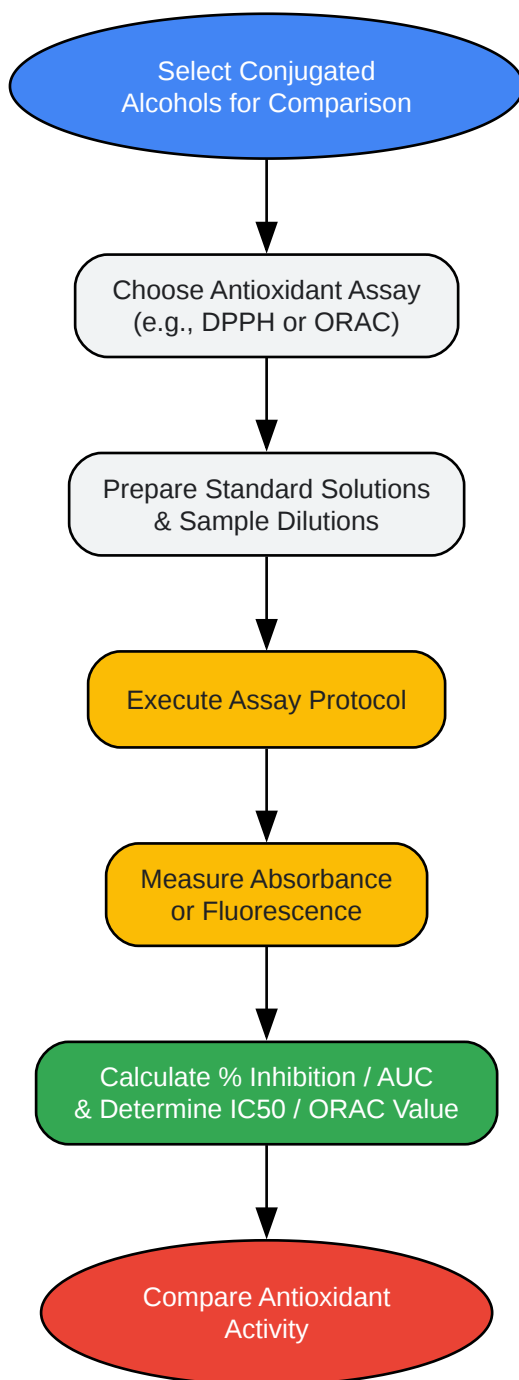 Select Conjugated
Alcohols for Comparison
Choose Antioxidant Assay
(e.g., DPPH or ORAC)
Prepare Standard Solutions
& Sample Dilutions
Execute Assay Protocol
Measure Absorbance
or Fluorescence
Calculate % Inhibition / AUC
& Determine IC50 / ORAC Value
Compare Antioxidant
Activity